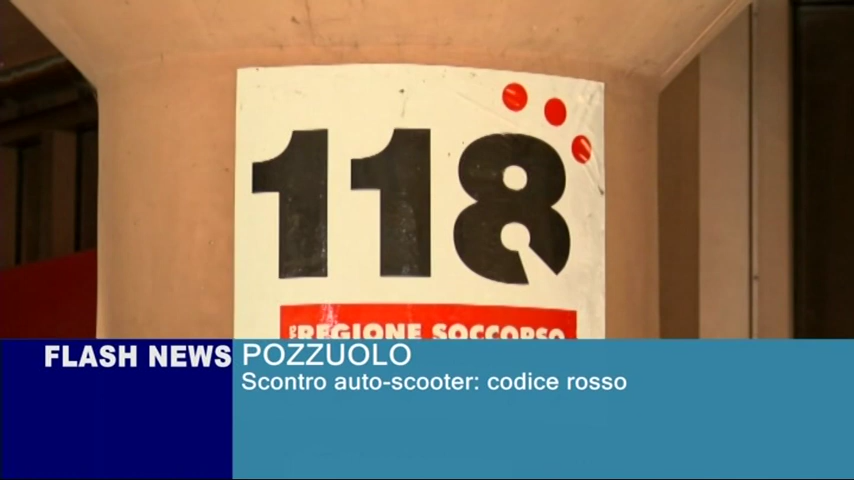 118
REGIONE SOCCORSO
FLASH NEWS
POZZUOLO
Scontro auto-scooter: codice rosso